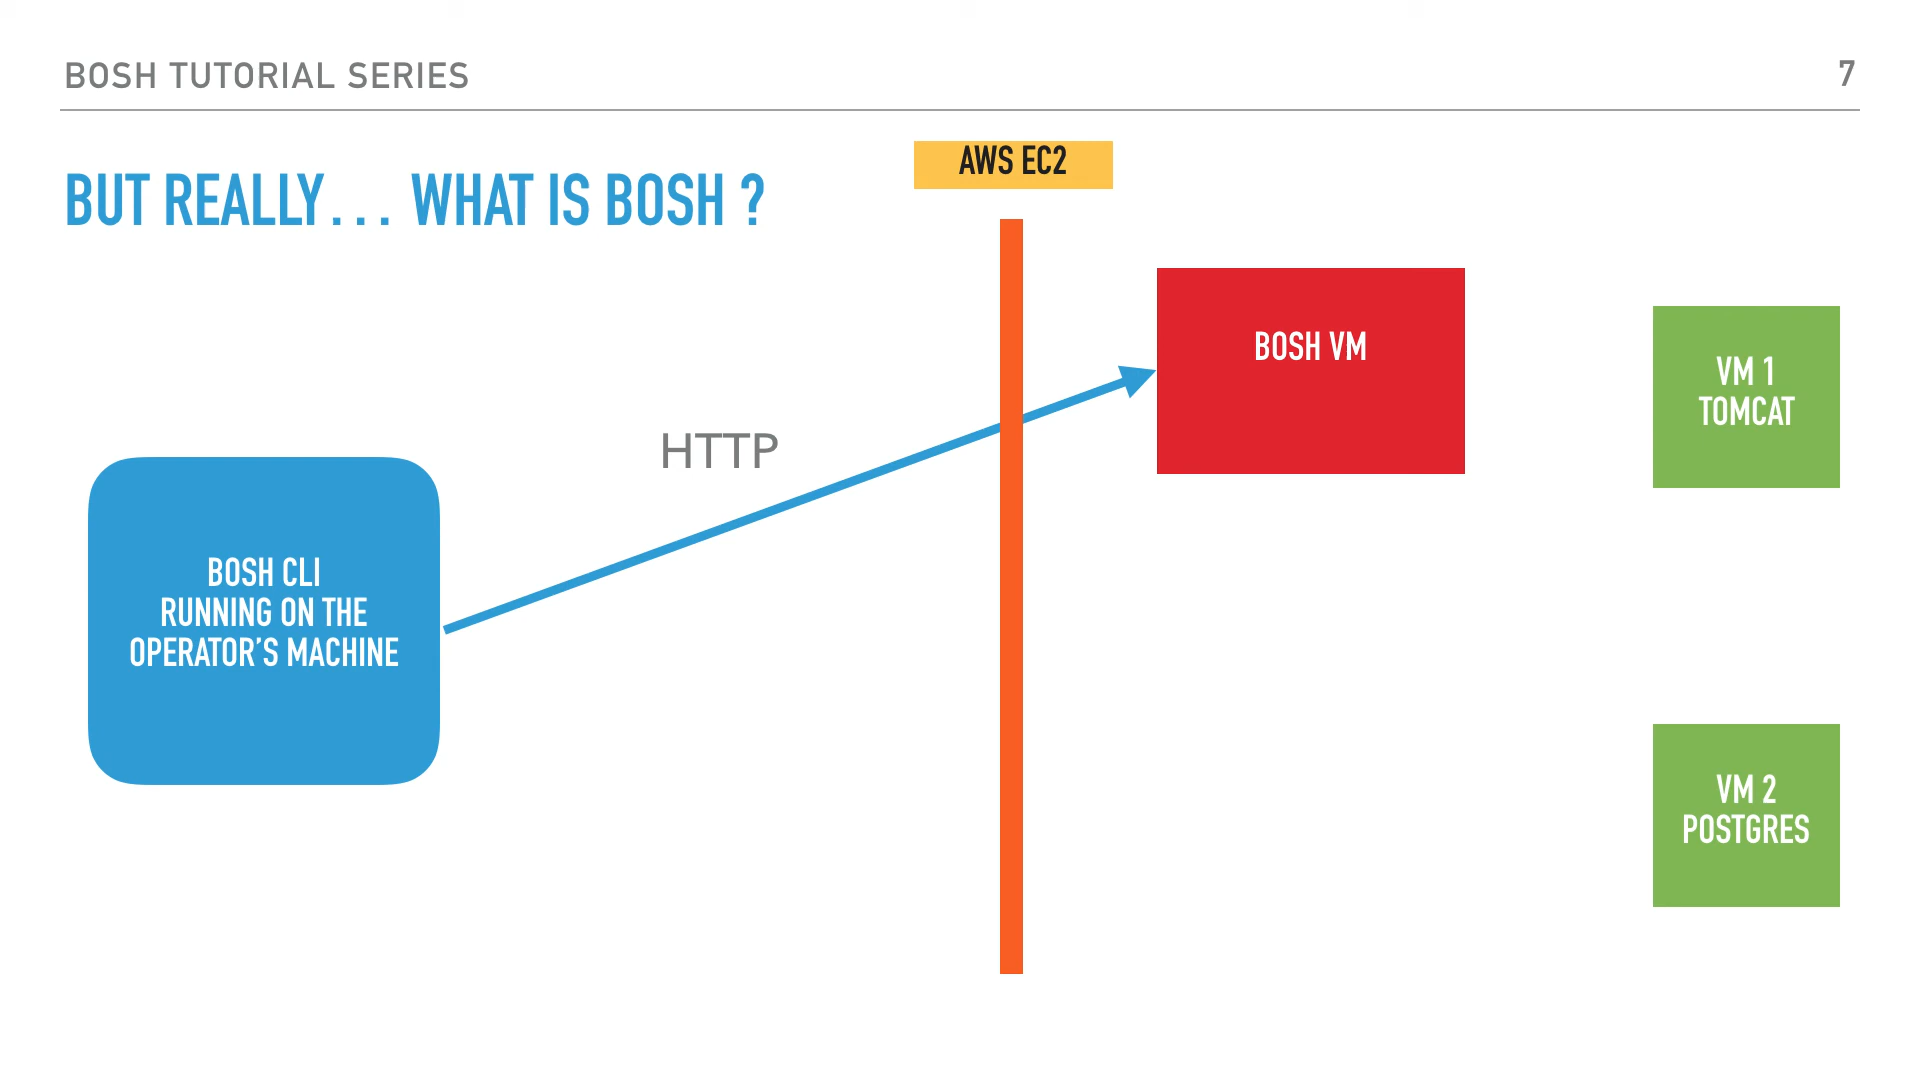 BOSH TUTORIAL SERIES
7
BUT REALLY... WHAT IS BOSH ?
AWS EC2
BOSH VM
VM 1
TOMCAT
HTTP
BOSH CLI
RUNNING ON THE
OPERATOR’S MACHINE
VM 2
POSTGRES